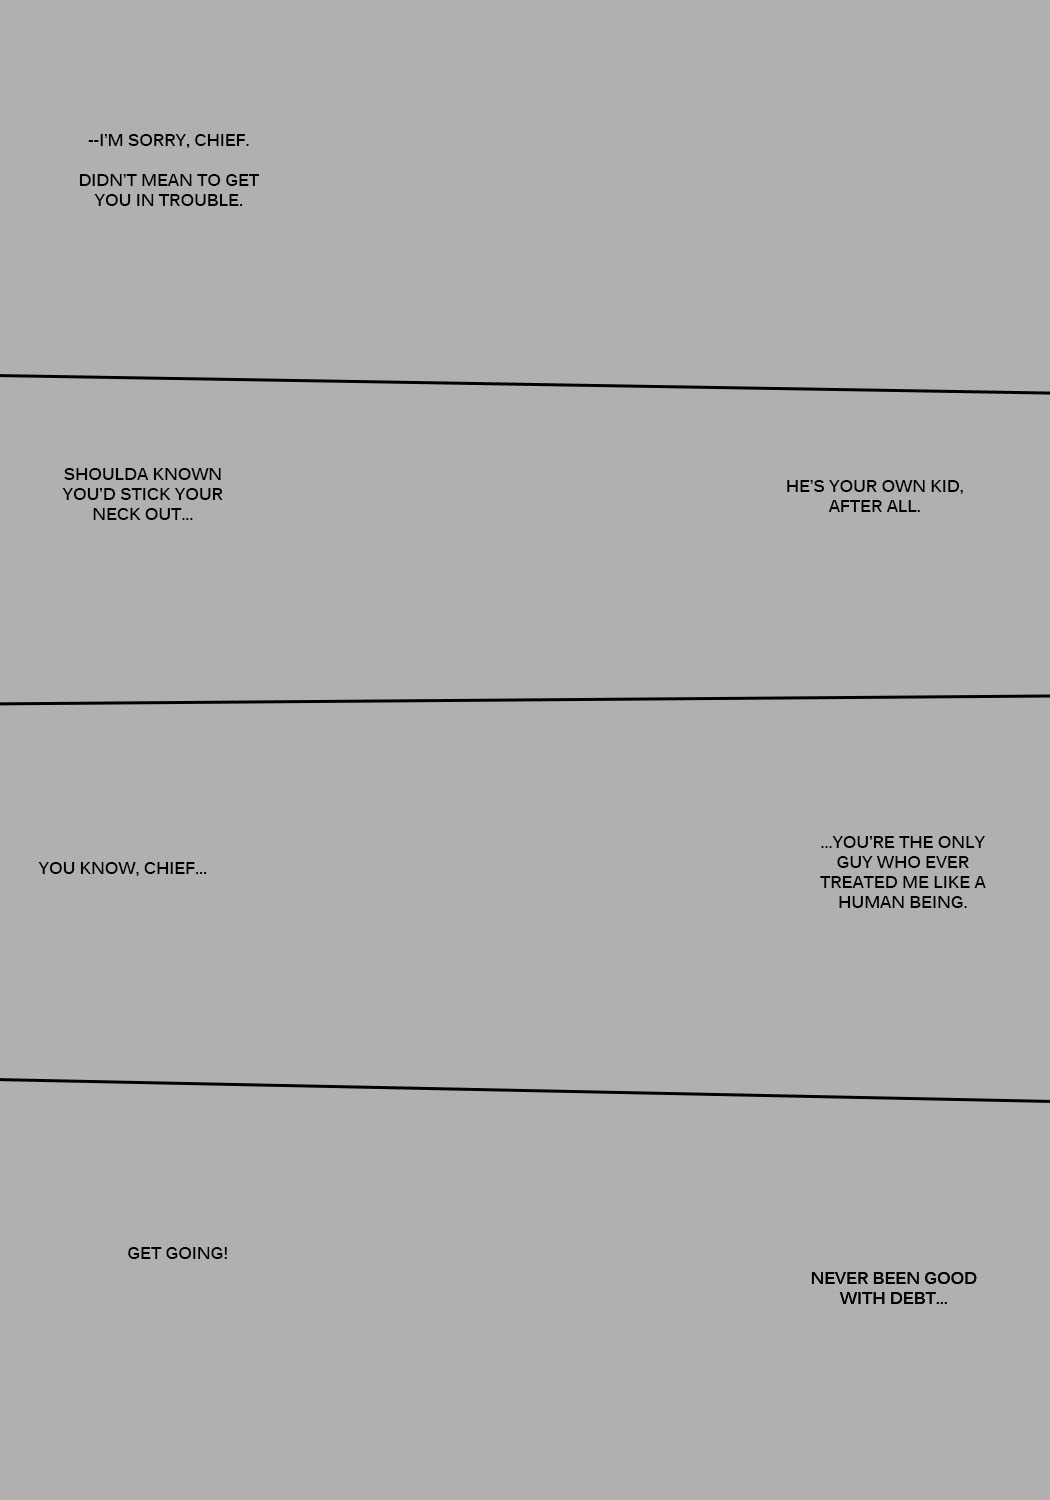 --I'M SORRY, CHIEF.
DIDN'T MEAN TO GET
YOU IN TROUBLE.
SHOULDA KNOWN
YOU'D STICK YOUR
NECK OUT...
HE'S YOUR OWN KID,
AFTER ALL.
YOU KNOW, CHIEF...
...YOU'RE THE ONLY
GUY WHO EVER
TREATED ME LIKE A
HUMAN BEING.
GET GOING!
NEVER BEEN GOOD
WITH DEBT...